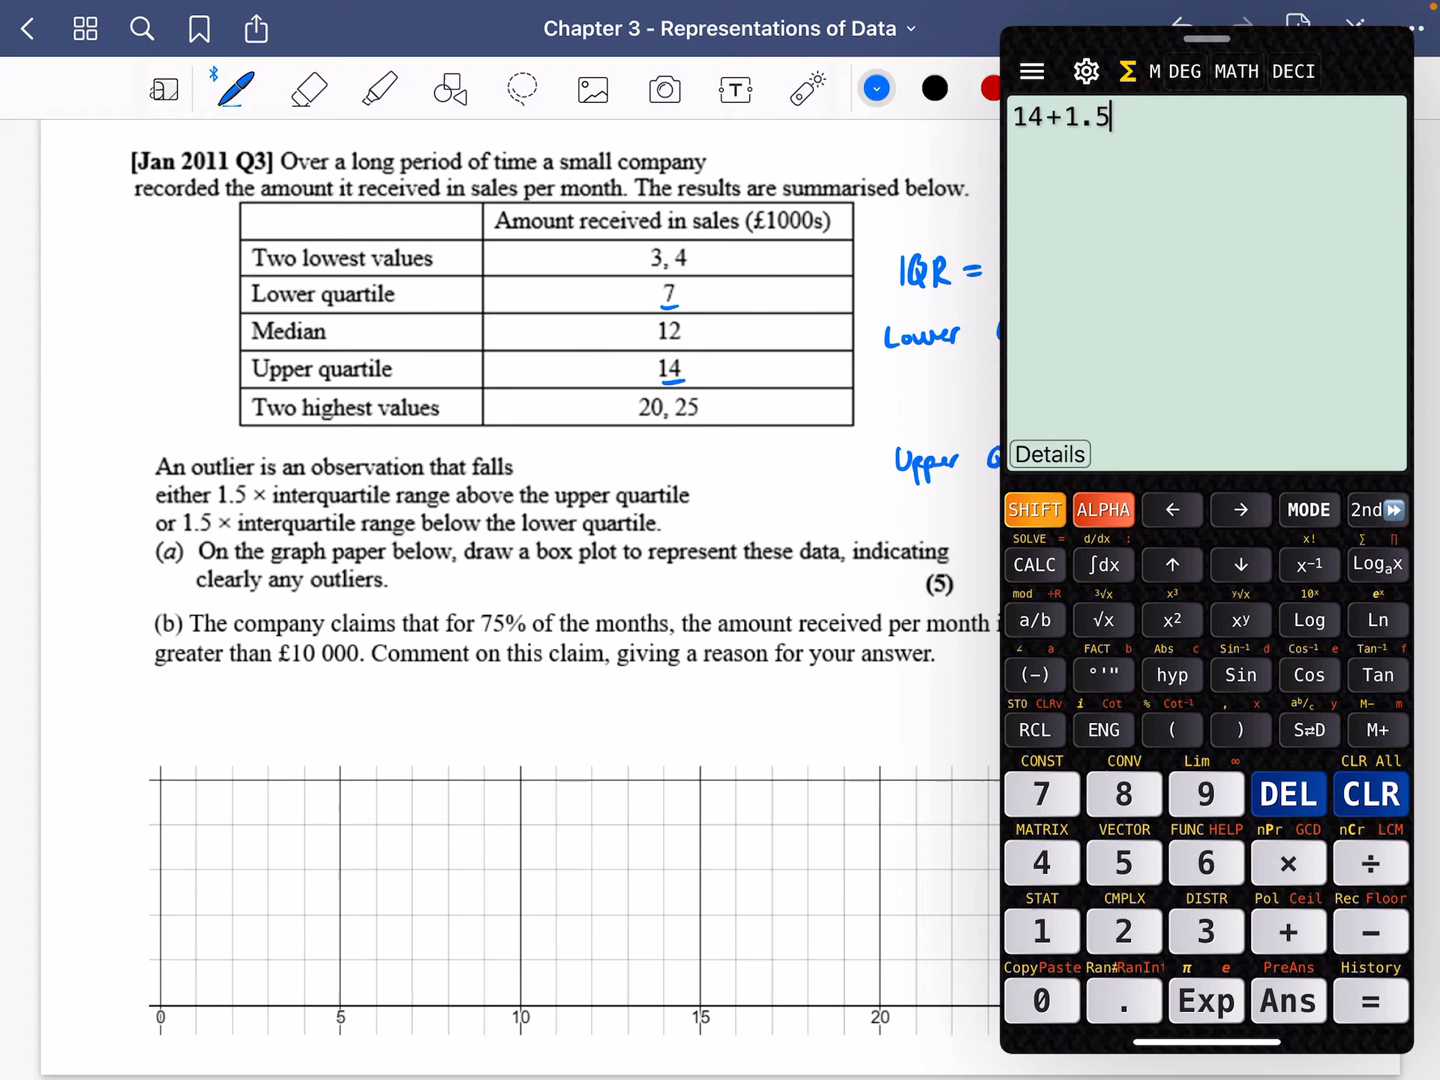 Chapter 3 - Representations of Data
[Jan 2011 Q3] Over a long period of time a small company
recorded the amount it received in sales per month. The results are summarised below.
Amount received in sales (£1000s)
Two lowest values 3, 4
Lower quartile 7
Median 12
Upper quartile 14
Two highest values 20, 25
IQR =
Lower
Upper
An outlier is an observation that falls
either 1.5 × interquartile range above the upper quartile
or 1.5 × interquartile range below the lower quartile.
(a) On the graph paper below, draw a box plot to represent these data, indicating
clearly any outliers.
(5)
(b) The company claims that for 75% of the months, the amount received per month
greater than £10 000. Comment on this claim, giving a reason for your answer.
0 5 10 15 20
M DEG MATH DECI
14+1.5
Details
SHIFT ALPHA ← → MODE 2nd
SOLVE = d/dx : x! ∑ ∏
CALC ∫dx ↑ ↓ x⁻¹ Logₐx
mod ÷R ³√x x³ ʸ√x 10ˣ eˣ
a/b √x x² xʸ Log Ln
∠ a FACT b Abs c Sin⁻¹ d Cos⁻¹ e Tan⁻¹ f
(−) °'" hyp Sin Cos Tan
STO CLRv i Cot % Cot⁻¹ , x aᵇ/c y M− m
RCL ENG ( ) S⇄D M+
CONST CONV Lim ∞ CLR All
7 8 9 DEL CLR
MATRIX VECTOR FUNC HELP nPr GCD nCr LCM
4 5 6 × ÷
STAT CMPLX DISTR Pol Ceil Rec Floor
1 2 3 + −
Copy Paste Ran# RanInt π e PreAns History
0 . Exp Ans =